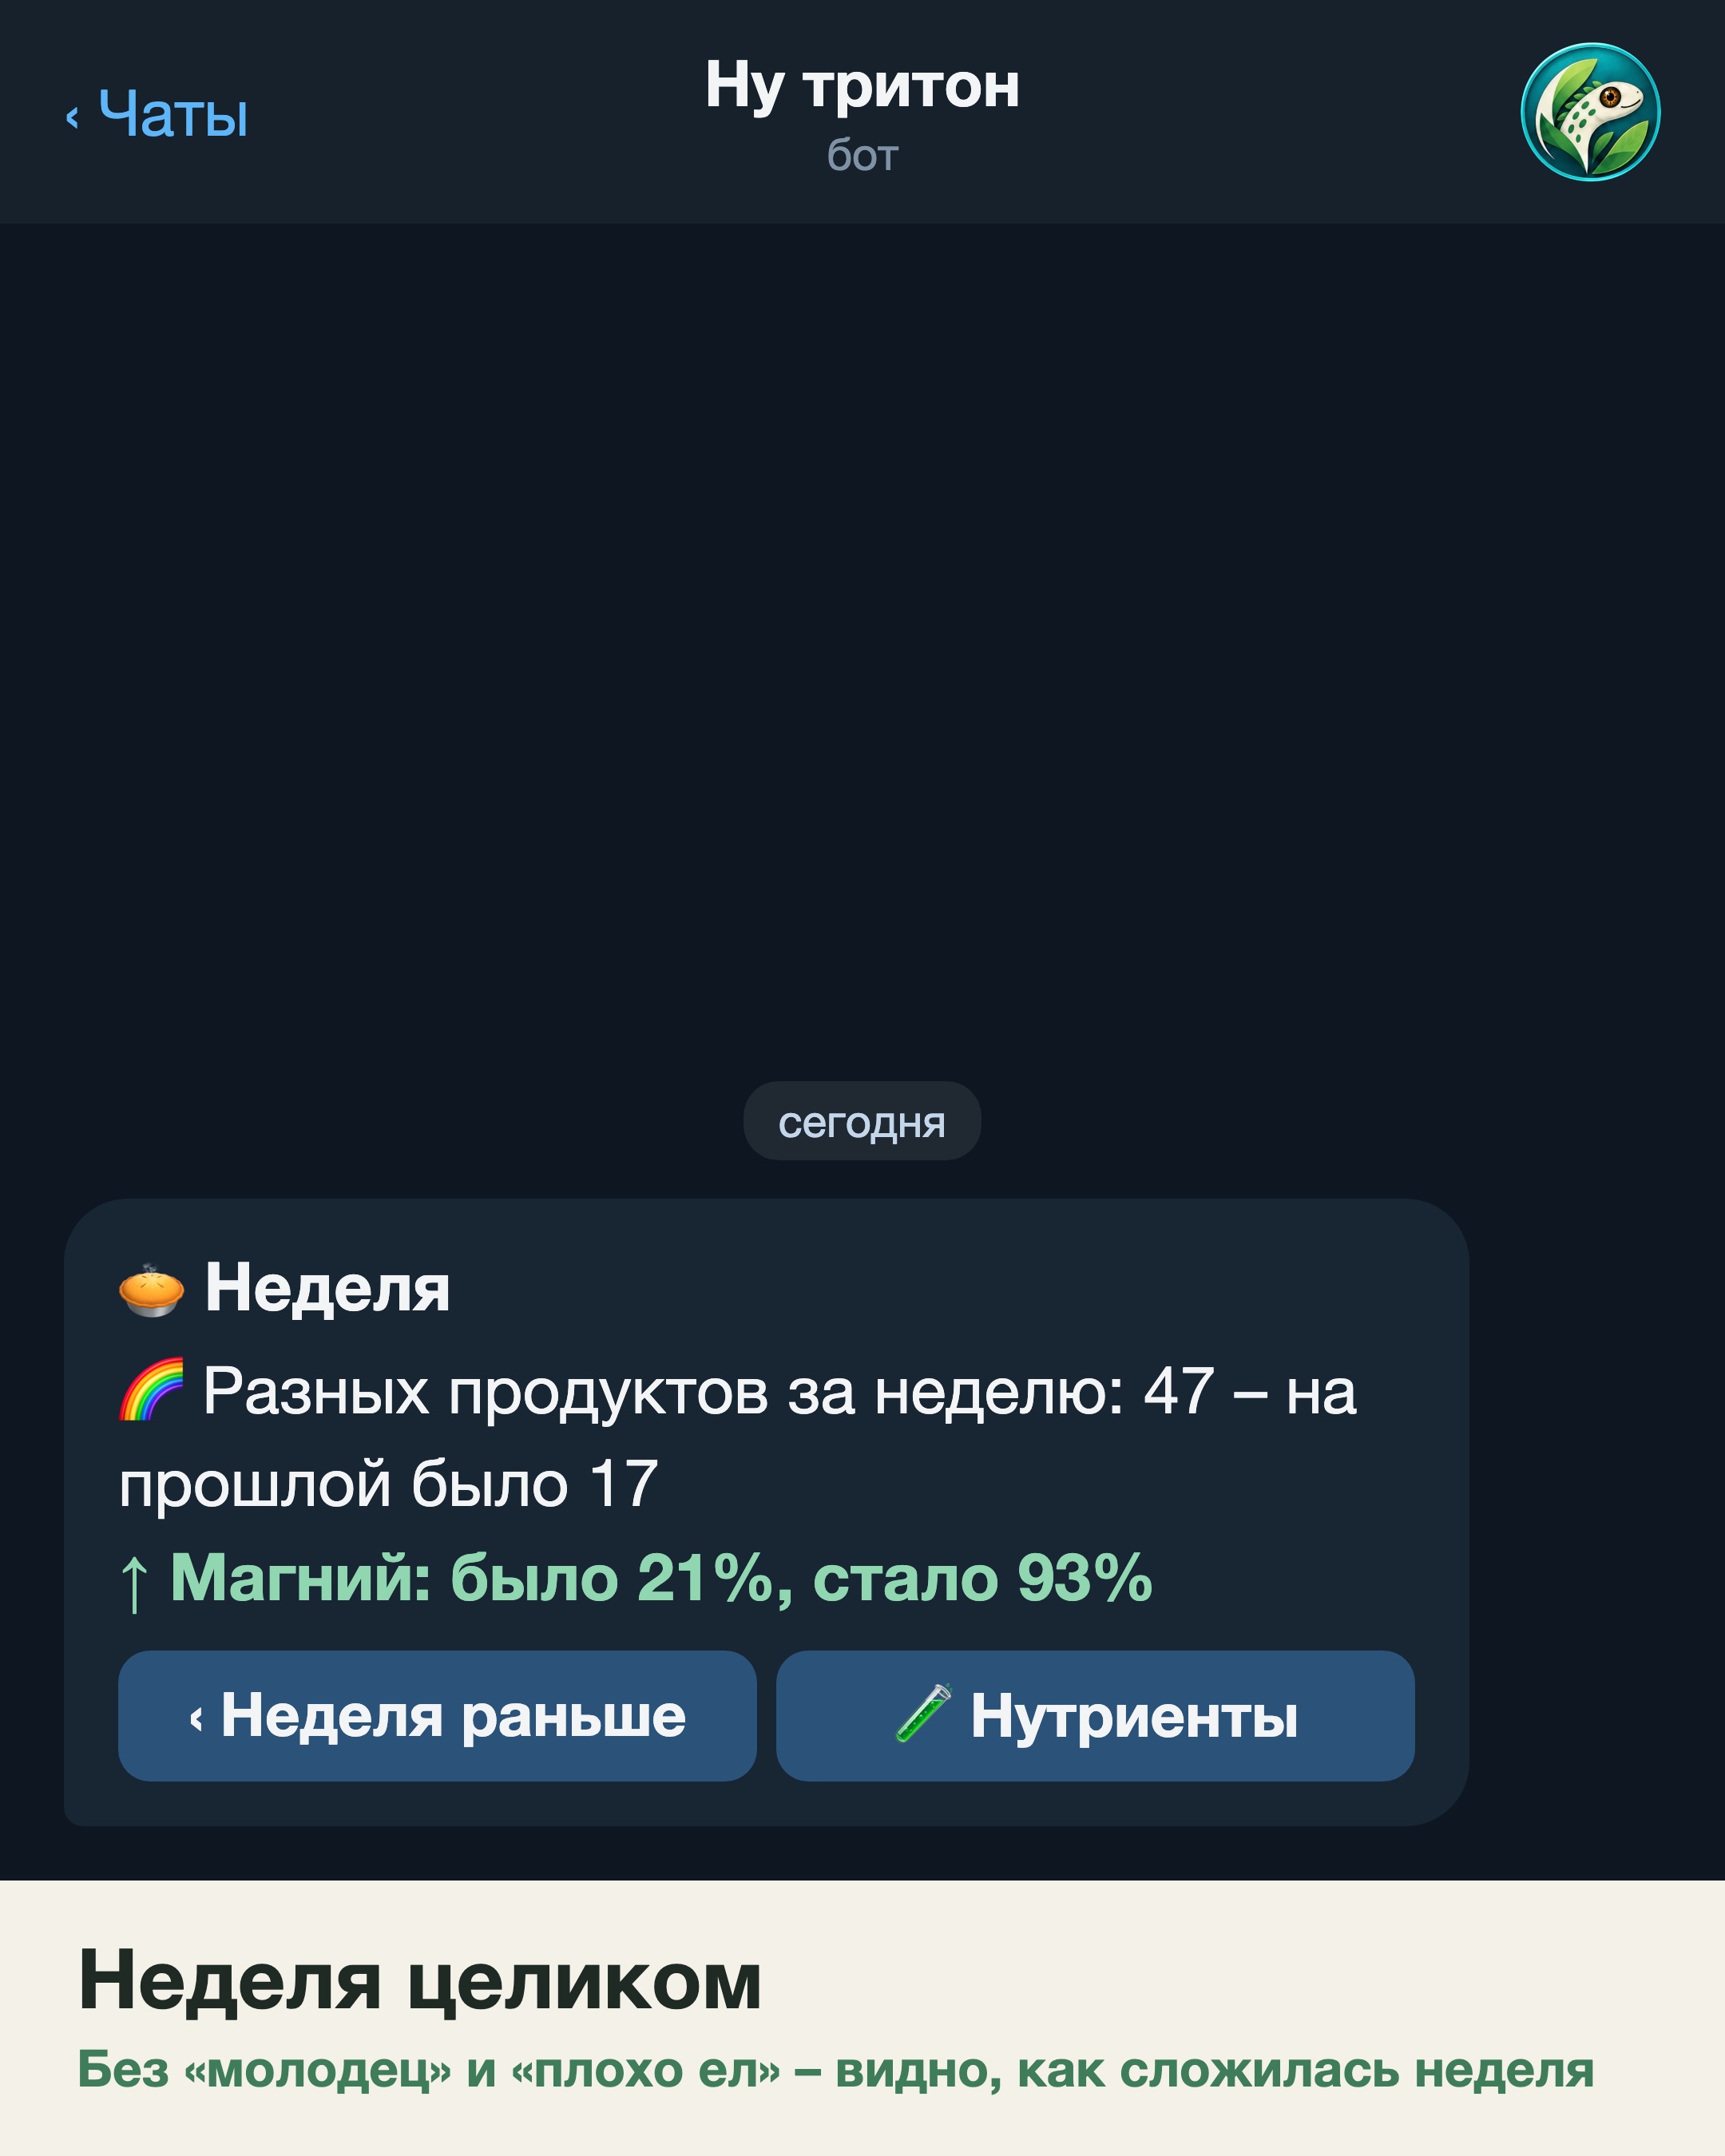 ‹ Чаты
Ну тритон
бот
сегодня
🥧 Неделя
🌈 Разных продуктов за неделю: 47 – на
прошлой было 17
↑ Магний: было 21%, стало 93%
‹ Неделя раньше
🧪 Нутриенты
Неделя целиком
Без «молодец» и «плохо ел» – видно, как сложилась неделя